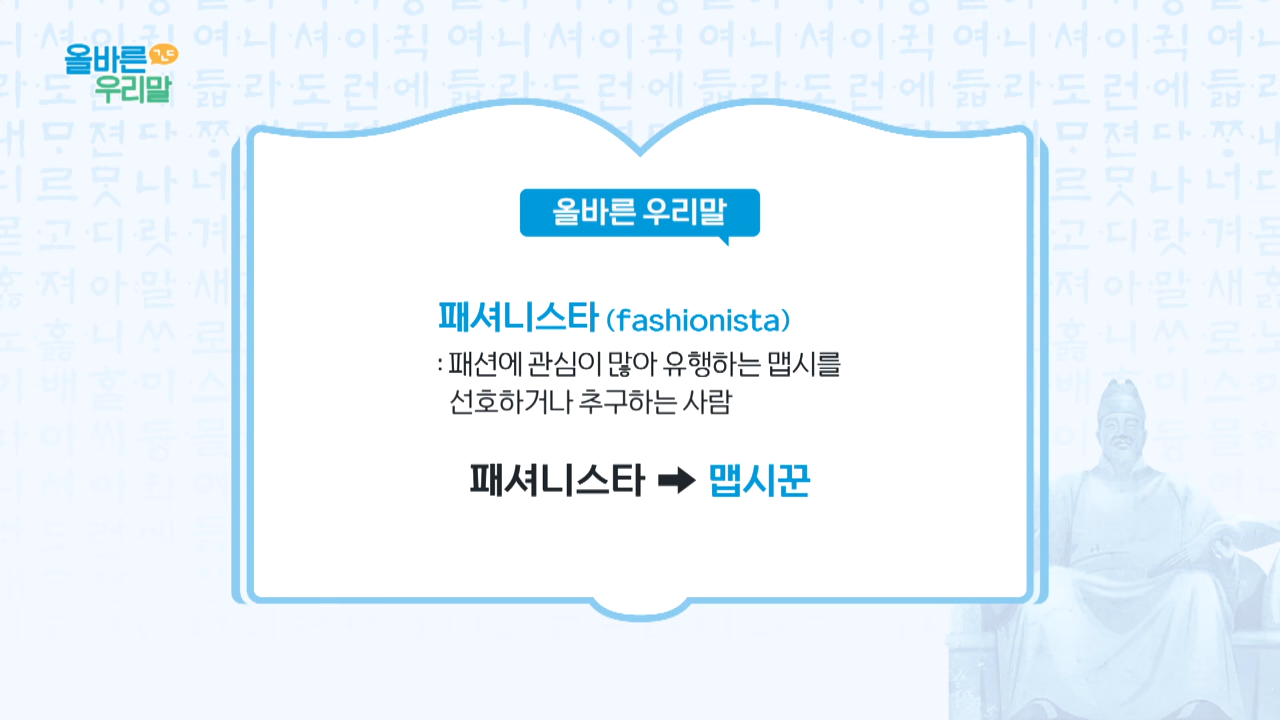 올바른
우리말
올바른 우리말
패셔니스타 (fashionista)
: 패션에 관심이 많아 유행하는 맵시를
선호하거나 추구하는 사람
패셔니스타 ➡ 맵시꾼